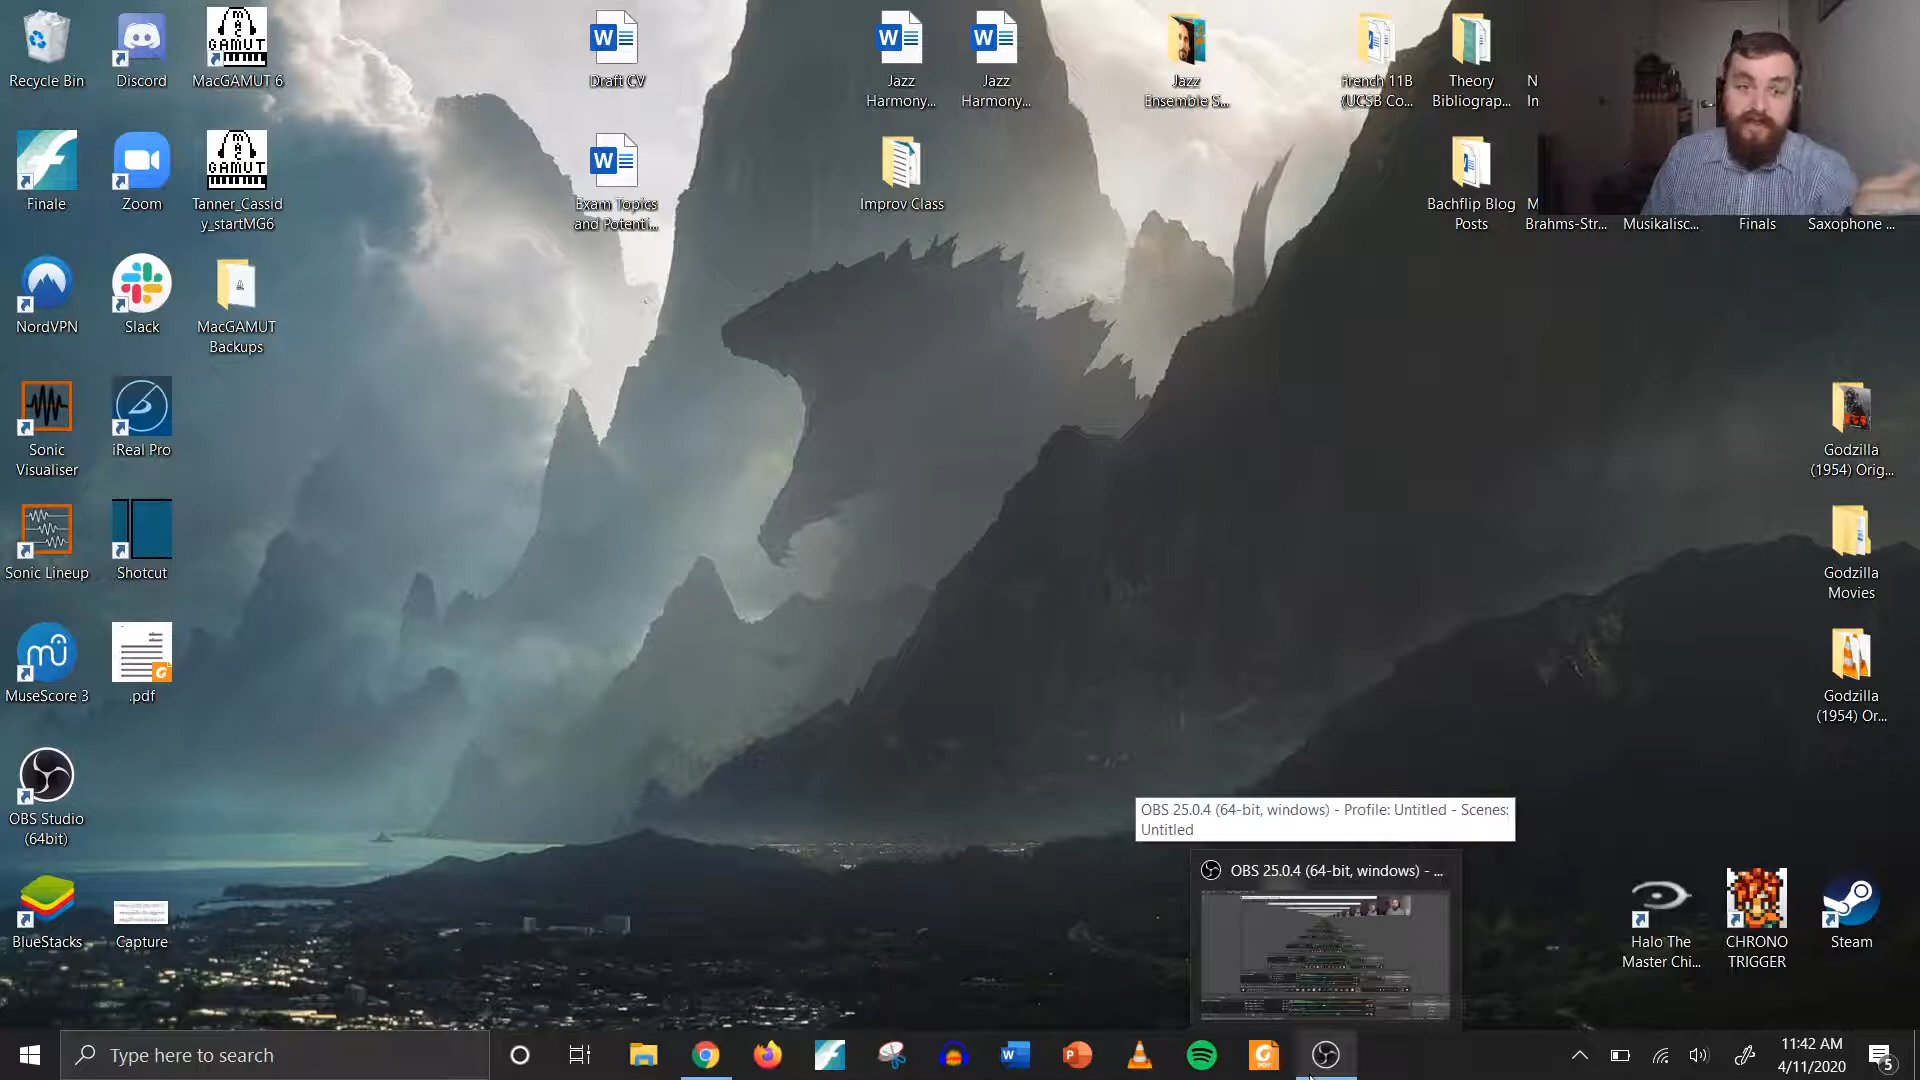 Recycle Bin
Discord
MacGAMUT 6
Draft CV
Jazz
Harmony...
Jazz
Harmony...
Jazz
Ensemble S...
French 11B
(UCSB Co...
Theory
Bibliograp...
N
In
Finale
Zoom
Tanner_Cassid
y_startMG6
Exam Topics
and Potenti...
Improv Class
Bachflip Blog
Posts
M
Brahms-Str...
Musikalisc...
Finals
Saxophone ...
NordVPN
Slack
MacGAMUT
Backups
Sonic
Visualiser
iReal Pro
Godzilla
(1954) Orig...
Sonic Lineup
Shotcut
Godzilla
Movies
MuseScore 3
.pdf
Godzilla
(1954) Or...
OBS Studio
(64bit)
OBS 25.0.4 (64-bit, windows) - Profile: Untitled - Scenes:
Untitled
OBS 25.0.4 (64-bit, windows) - ...
BlueStacks
Capture
Halo The
Master Chi...
CHRONO
TRIGGER
Steam
Type here to search
11:42 AM
4/11/2020
5